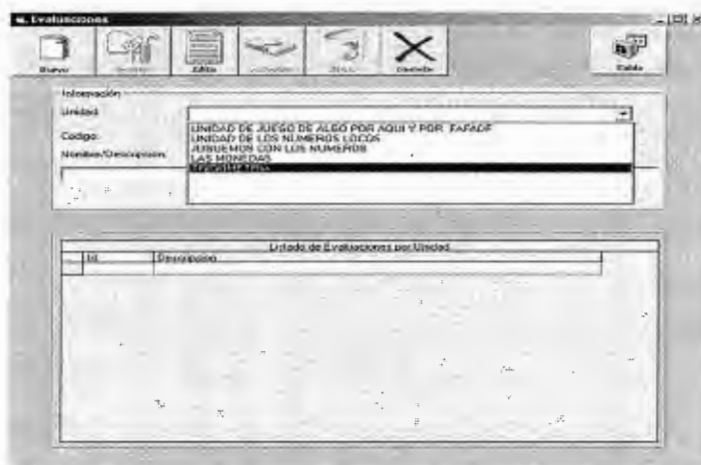 Evaluaciones
Nuevo Editar Cancelar Salida
Información
Unidad
UNIDAD DE JUEGO DE ALGO POR AQUI Y POR FAFADF
UNIDAD DE LOS NUMEROS LOCOS
Codigo:
JUGUEMOS CON LOS NUMEROS
Nombre/Descripcion
LAS MONEDAS
Listado de Evaluaciones por Unidad
Id Descripcion